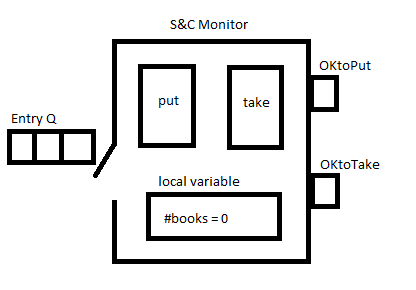 S&C Monitor
OKtoPut
put
take
Entry Q
OKtoTake
local variable
#books = 0